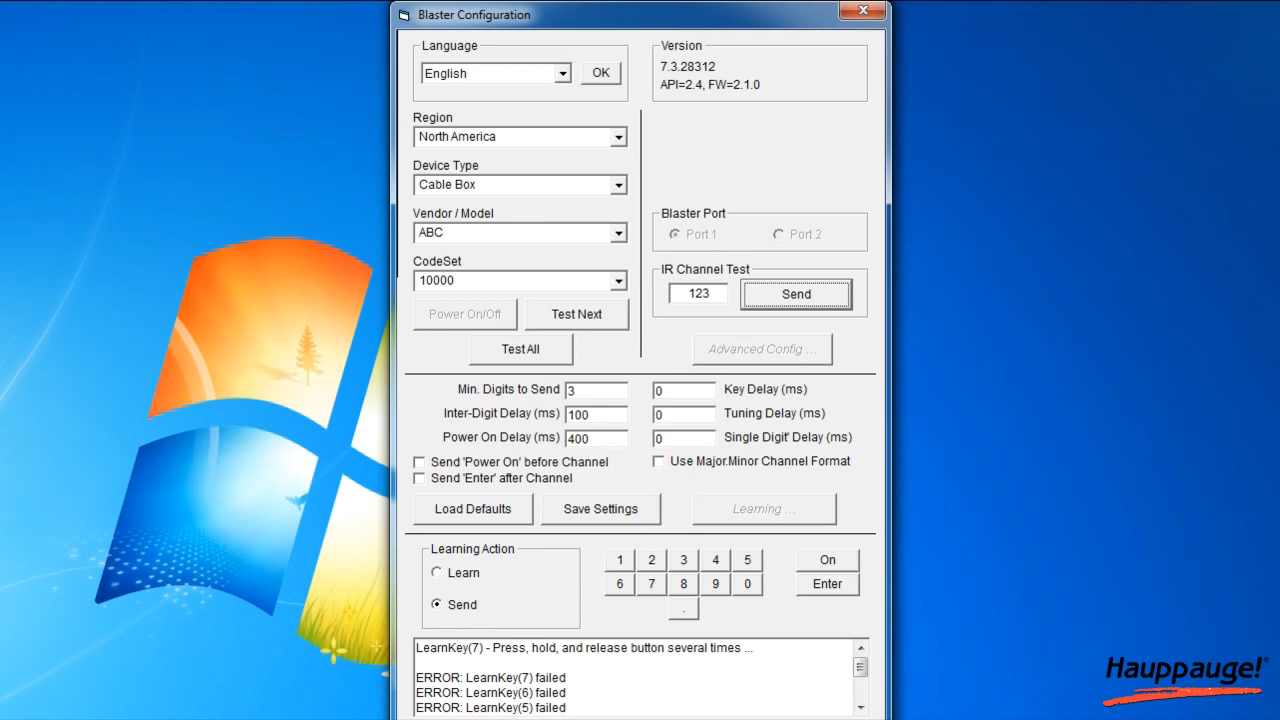 Blaster Configuration
Language
English
OK
Version
7.3.28312
API=2.4, FW=2.1.0
Region
North America
Device Type
Cable Box
Vendor / Model
ABC
CodeSet
10000
Power On/Off
Test Next
Test All
Blaster Port
Port 1
Port 2
IR Channel Test
123
Send
Advanced Config ...
Min. Digits to Send
3
0
Key Delay (ms)
Inter-Digit Delay (ms)
100
0
Tuning Delay (ms)
Power On Delay (ms)
400
0
Single Digit' Delay (ms)
Send 'Power On' before Channel
Use Major.Minor Channel Format
Send 'Enter' after Channel
Load Defaults
Save Settings
Learning ...
Learning Action
Learn
Send
1 2 3 4 5
On
6 7 8 9 0
Enter
.
LearnKey(7) - Press, hold, and release button several times ...
ERROR: LearnKey(7) failed
ERROR: LearnKey(6) failed
ERROR: LearnKey(5) failed
Hauppauge!®